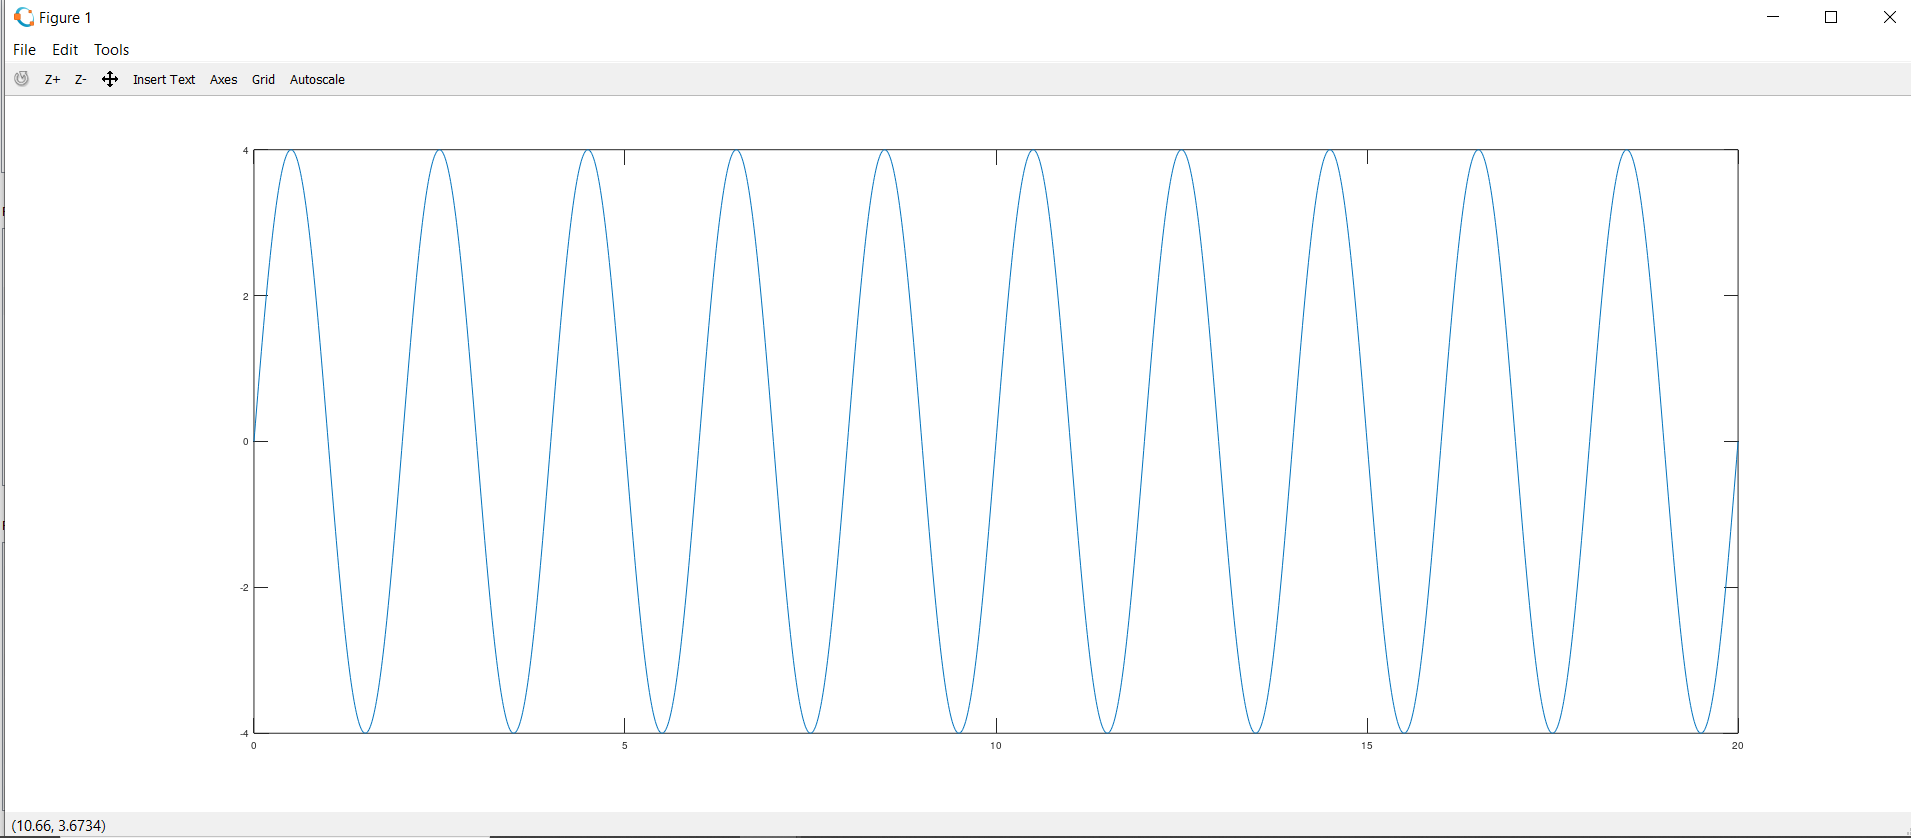 Figure 1
File Edit Tools
Z+ Z- Insert Text Axes Grid Autoscale
4
2
0
-2
-4
0 5 10 15 20
(10.66, 3.6734)